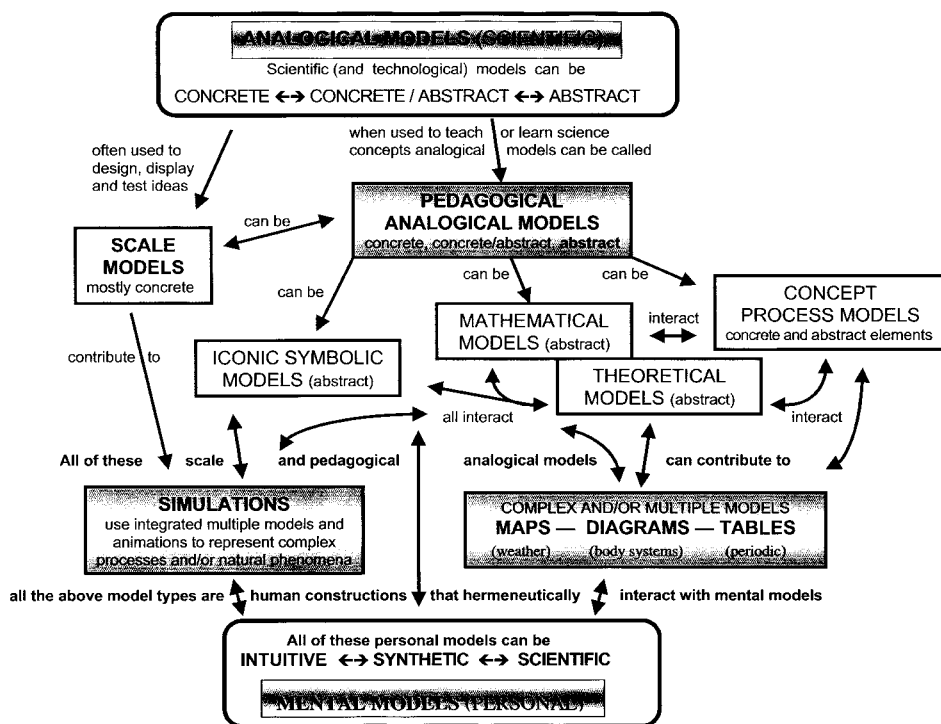 ANALOGICAL MODELS (SCIENTIFIC)
Scientific (and technological) models can be
CONCRETE ↔ CONCRETE / ABSTRACT ↔ ABSTRACT
often used to
design, display
and test ideas
when used to teach
concepts analogical
or learn science
models can be called
PEDAGOGICAL
ANALOGICAL MODELS
concrete, concrete/abstract, abstract
can be
SCALE
MODELS
mostly concrete
can be
can be
can be
CONCEPT
PROCESS MODELS
concrete and abstract elements
MATHEMATICAL
MODELS (abstract)
interact
contribute to
ICONIC SYMBOLIC
MODELS (abstract)
THEORETICAL
MODELS (abstract)
all interact
interact
All of these scale and pedagogical analogical models can contribute to
SIMULATIONS
use integrated multiple models and
animations to represent complex
processes and/or natural phenomena
COMPLEX AND/OR MULTIPLE MODELS
MAPS — DIAGRAMS — TABLES
(weather) (body systems) (periodic)
all the above model types are human constructions that hermeneutically interact with mental models
All of these personal models can be
INTUITIVE ↔ SYNTHETIC ↔ SCIENTIFIC
MENTAL MODELS (PERSONAL)